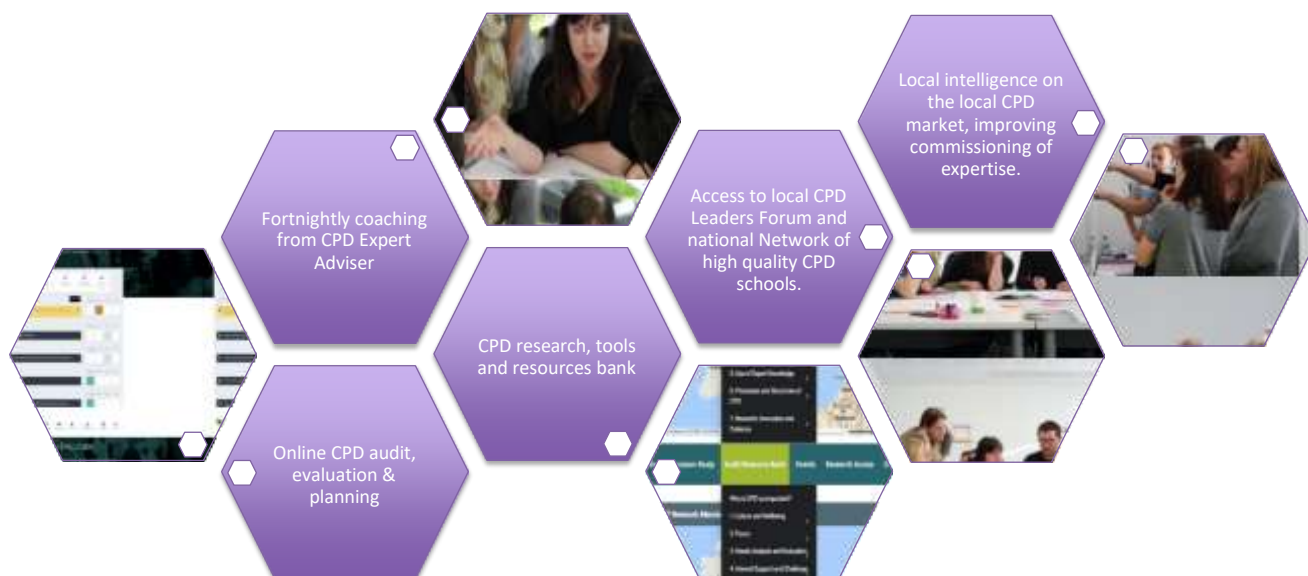 Local intelligence on
the local CPD
market, improving
commissioning of
expertise.
Fortnightly coaching
from CPD Expert
Adviser
Access to local CPD
Leaders Forum and
national Network of
high quality CPD
schools.
CPD research, tools
and resources bank
Online CPD audit,
evaluation &
planning